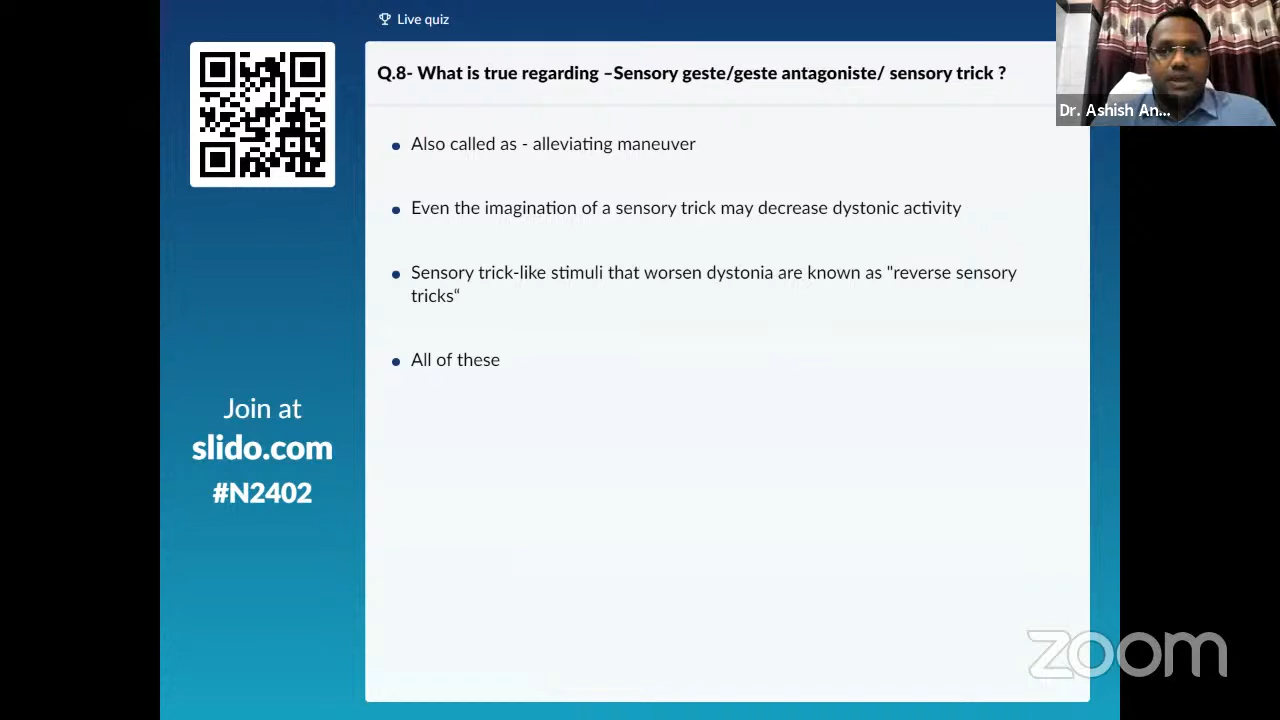 Live quiz
Q.8- What is true regarding –Sensory geste/geste antagoniste/ sensory trick ?
Dr. Ashish An...
Also called as - alleviating maneuver
Even the imagination of a sensory trick may decrease dystonic activity
Sensory trick-like stimuli that worsen dystonia are known as "reverse sensory
tricks“
All of these
Join at
slido.com
#N2402
zoom